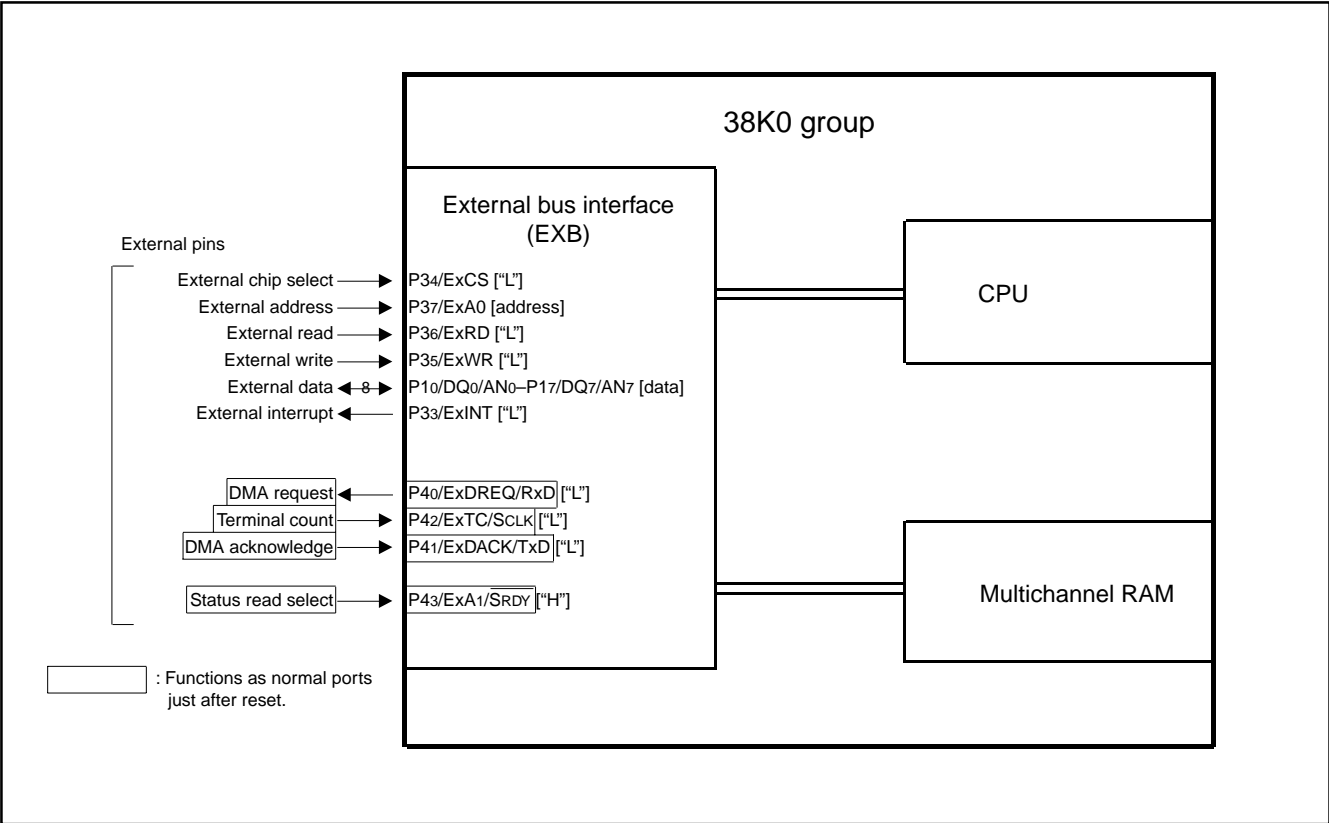 38K0 group
External bus interface
(EXB)
External pins
External chip select P34/ExCS [“L”]
External address P37/ExA0 [address]
External read P36/ExRD [“L”]
External write P35/ExWR [“L”]
External data 8 P10/DQ0/AN0–P17/DQ7/AN7 [data]
External interrupt P33/ExINT [“L”]
DMA request P40/ExDREQ/RxD [“L”]
Terminal count P42/ExTC/SCLK [“L”]
DMA acknowledge P41/ExDACK/TxD [“L”]
Status read select P43/ExA1/SRDY [“H”]
CPU
Multichannel RAM
: Functions as normal ports
just after reset.